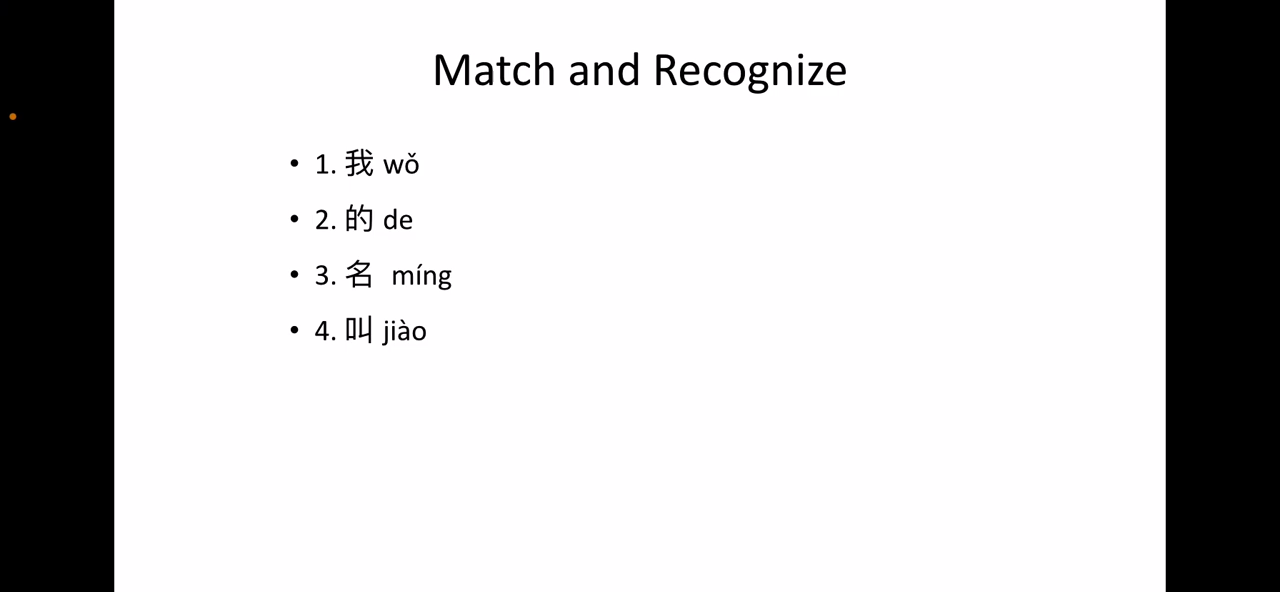 Match and Recognize
• 1. 我 wǒ
• 2. 的 de
• 3. 名 míng
• 4. 叫 jiào